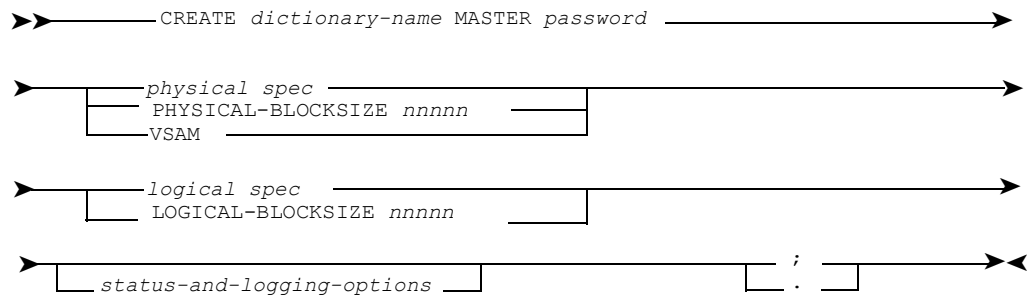 CREATE dictionary-name MASTER password
physical spec
PHYSICAL-BLOCKSIZE nnnnn
VSAM
logical spec
LOGICAL-BLOCKSIZE nnnnn
;
status-and-logging-options .